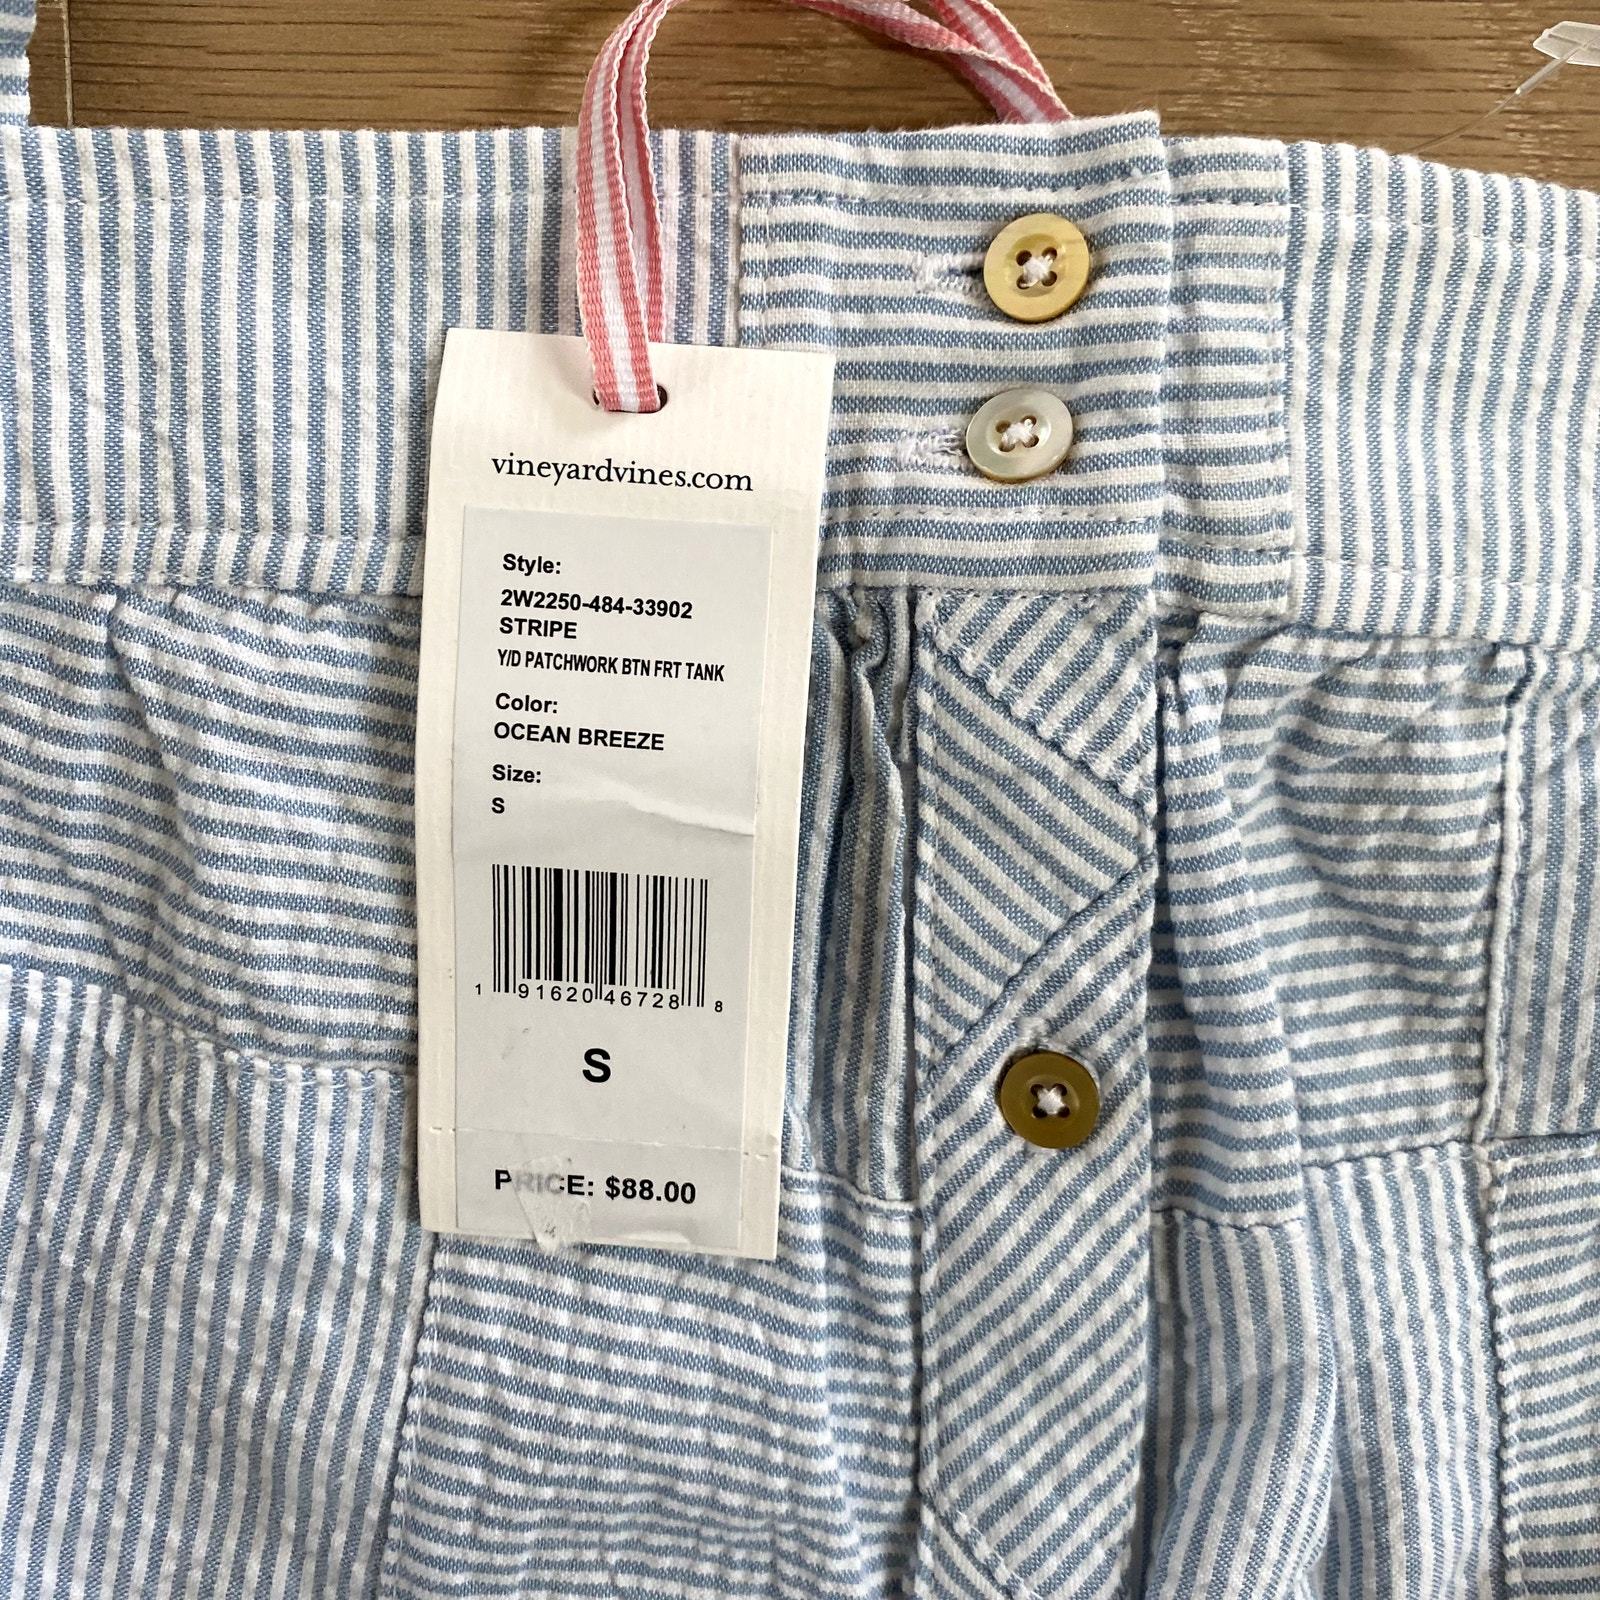 vineyardvines.com
Style:
2W2250-484-33902
STRIPE
Y/D PATCHWORK BTN FRT TANK
Color:
OCEAN BREEZE
Size:
S
1 91620 46728 8
S
PRICE: $88.00